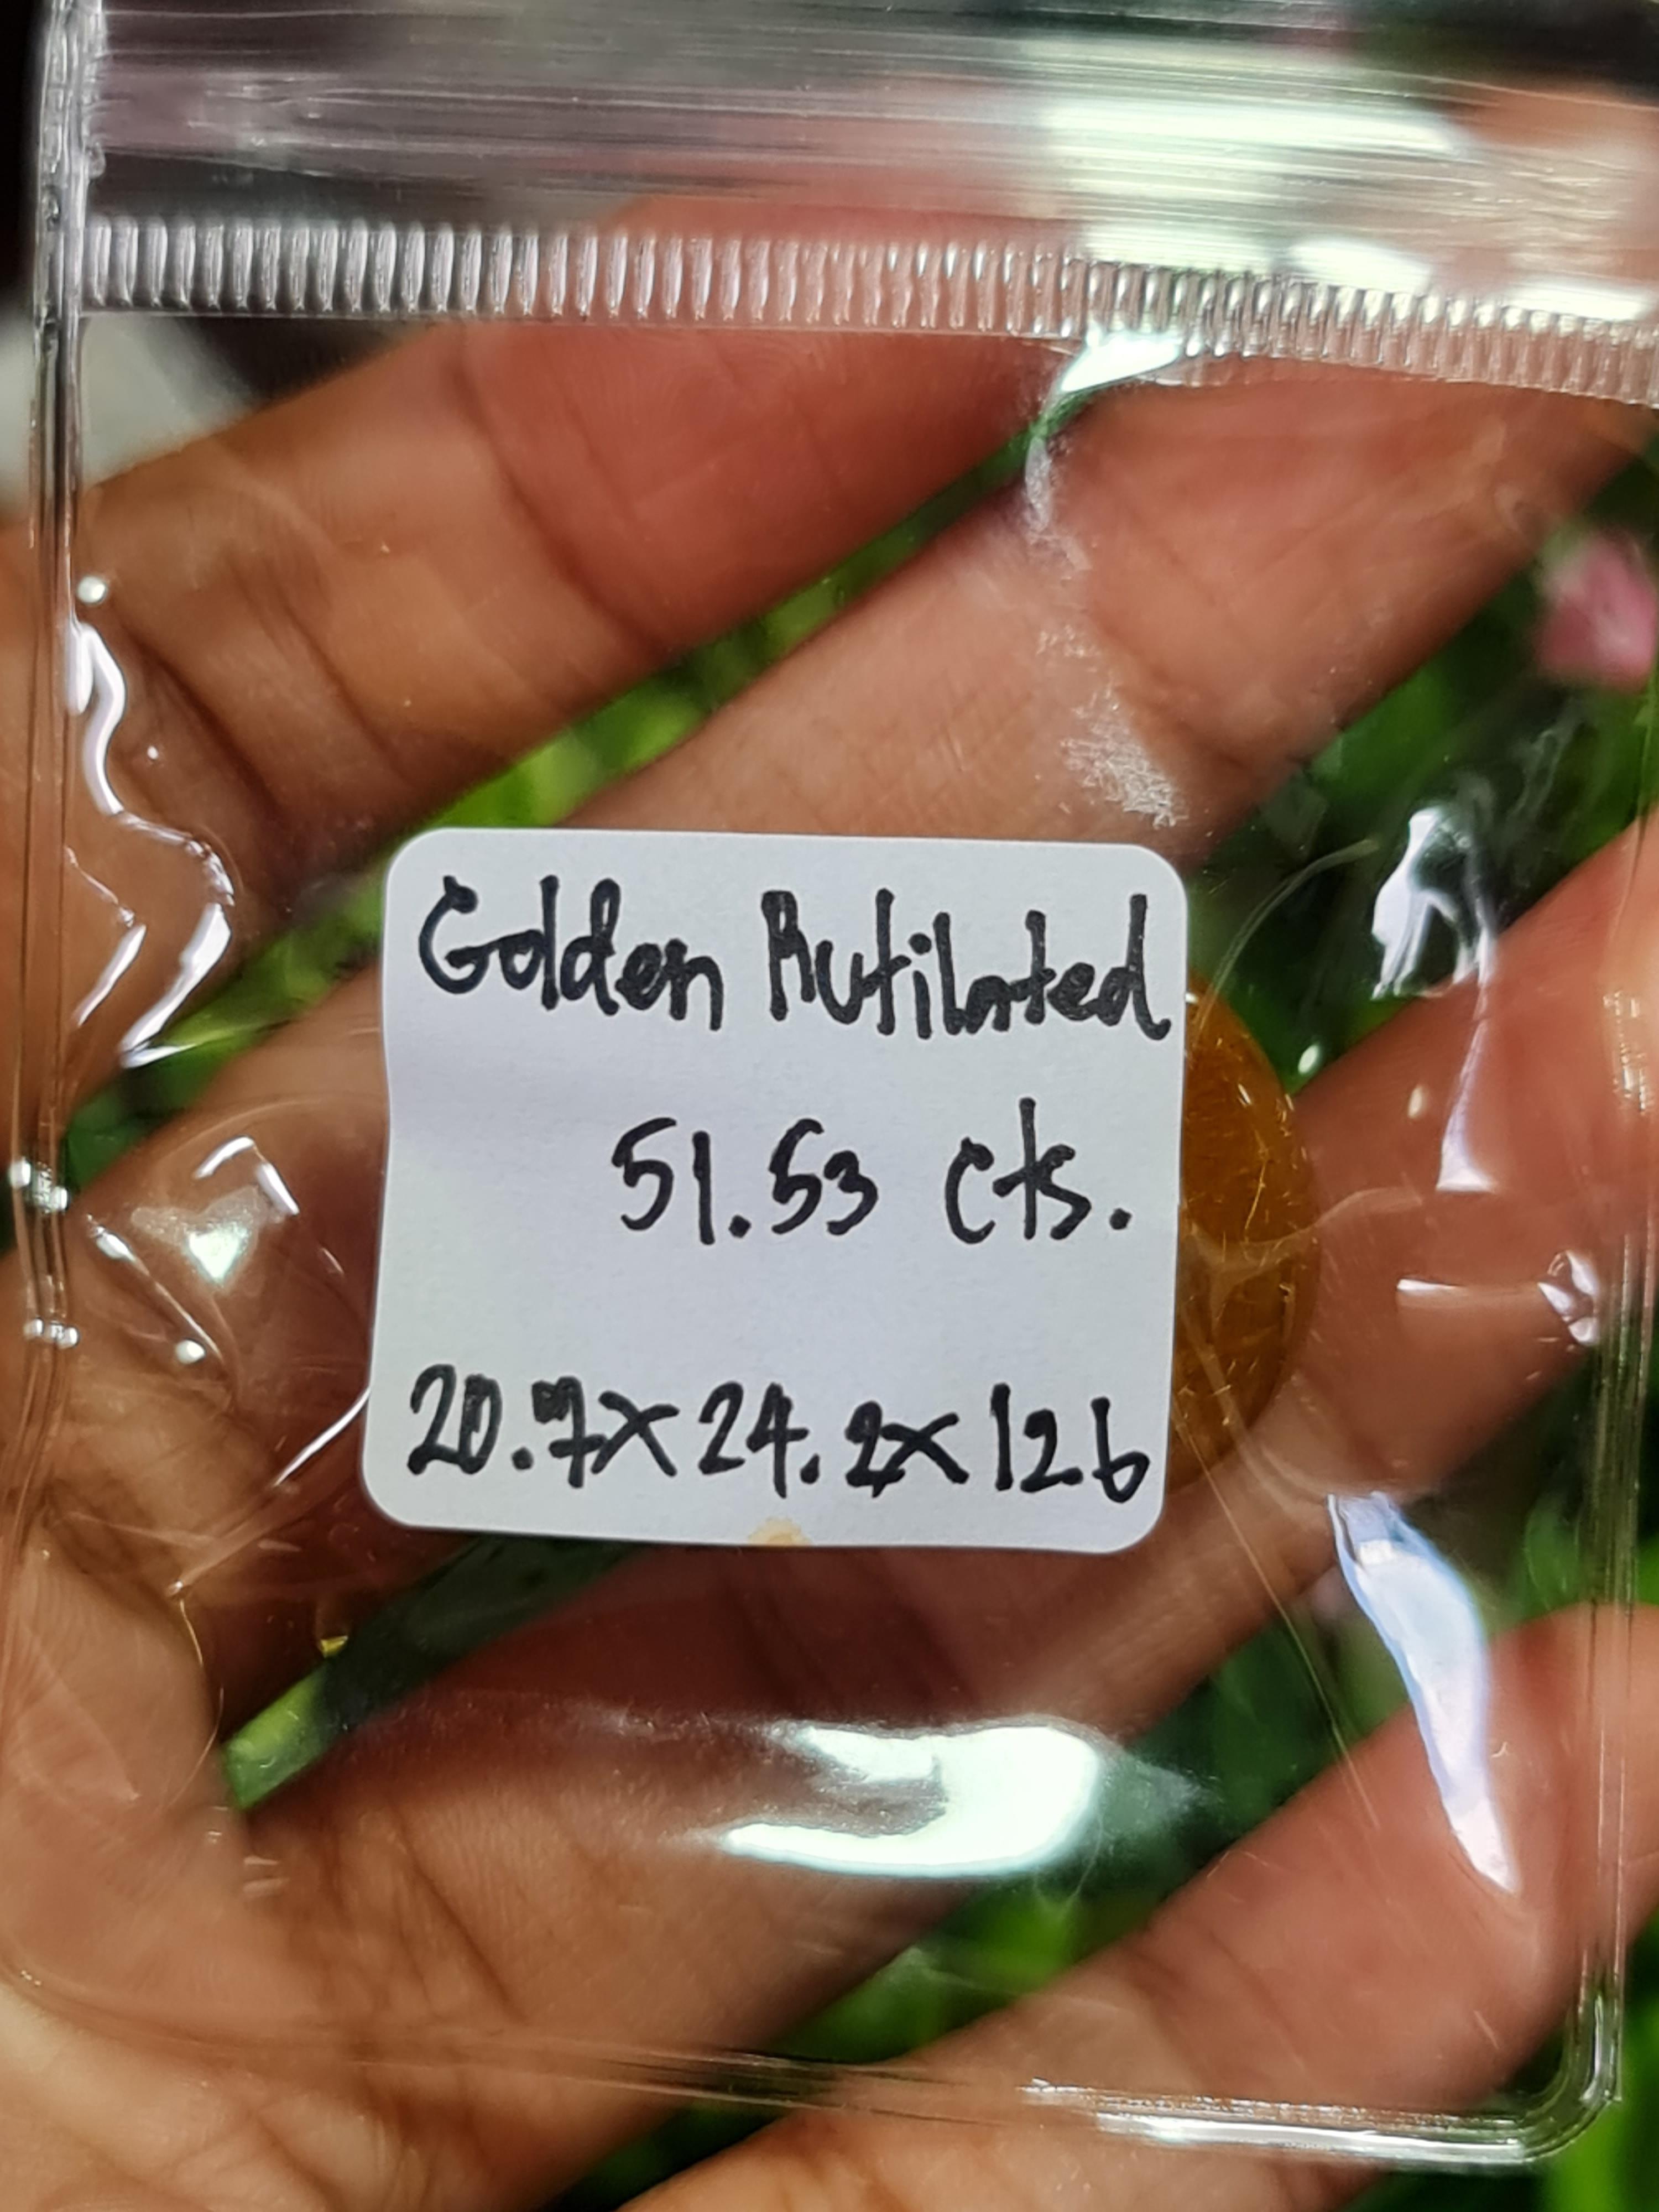 Golden Rutilated
51.53 cts.
20.7x24.2x12.6